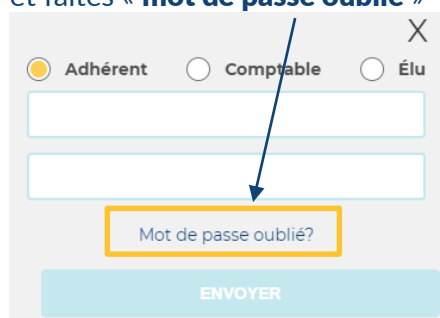 et faites « mot de passe oublié »
X
Adhérent Comptable Élu
Mot de passe oublié?
ENVOYER